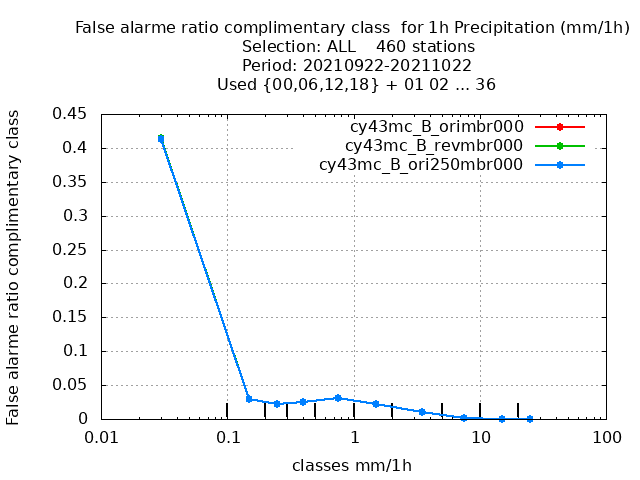 False alarme ratio complimentary class  for 1h Precipitation (mm/1h)
Selection: ALL    460 stations
Period: 20210922-20211022
Used {00,06,12,18} + 01 02 ... 36
False alarme ratio complimentary class
0.45
0.4
0.35
0.3
0.25
0.2
0.15
0.1
0.05
0
cy43mc_B_orimbr000
cy43mc_B_revmbr000
cy43mc_B_ori250mbr000
0.01 0.1 1 10 100
classes mm/1h